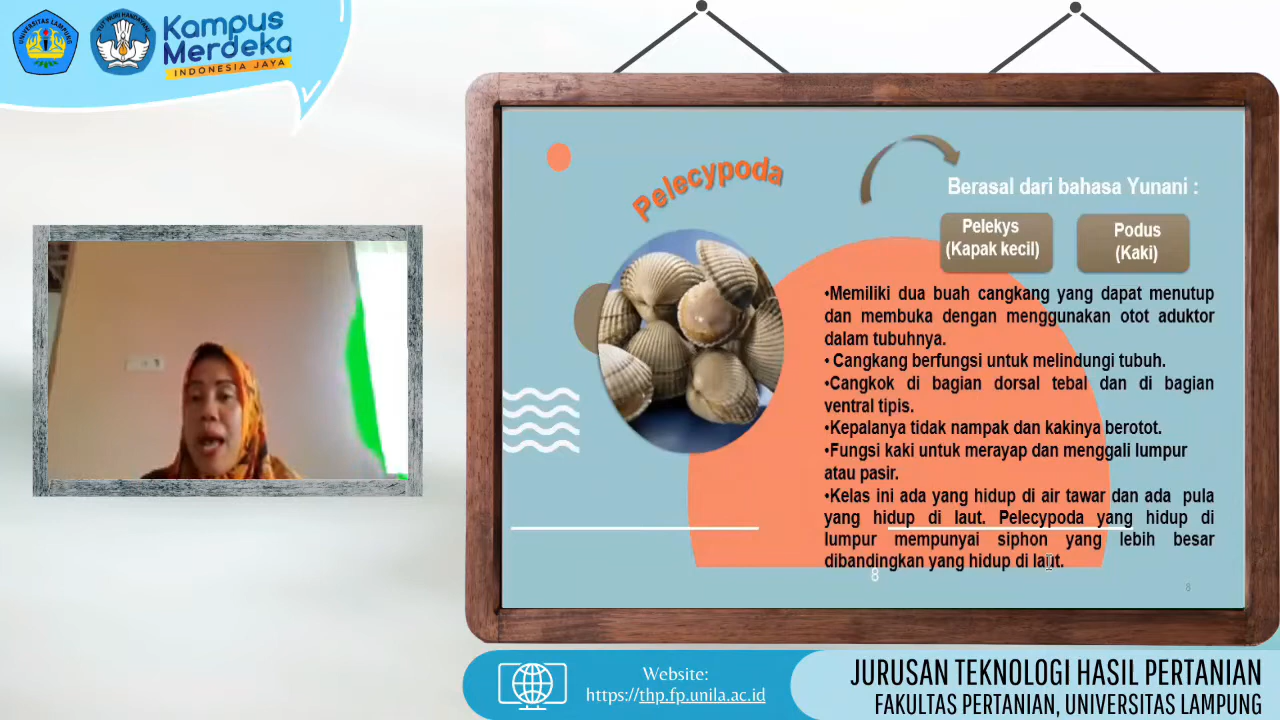 UNIVERSITAS LAMPUNG
TUT WURI HANDAYANI
Kampus
Merdeka
INDONESIA JAYA
Pelecypoda
Berasal dari bahasa Yunani :
Pelekys
(Kapak kecil)
Podus
(Kaki)
•Memiliki dua buah cangkang yang dapat menutup
dan membuka dengan menggunakan otot aduktor
dalam tubuhnya.
• Cangkang berfungsi untuk melindungi tubuh.
•Cangkok di bagian dorsal tebal dan di bagian
ventral tipis.
•Kepalanya tidak nampak dan kakinya berotot.
•Fungsi kaki untuk merayap dan menggali lumpur
atau pasir.
•Kelas ini ada yang hidup di air tawar dan ada pula
yang hidup di laut. Pelecypoda yang hidup di
lumpur mempunyai siphon yang lebih besar
dibandingkan yang hidup di laut.
8
8
Website:
https://thp.fp.unila.ac.id
JURUSAN TEKNOLOGI HASIL PERTANIAN
FAKULTAS PERTANIAN, UNIVERSITAS LAMPUNG